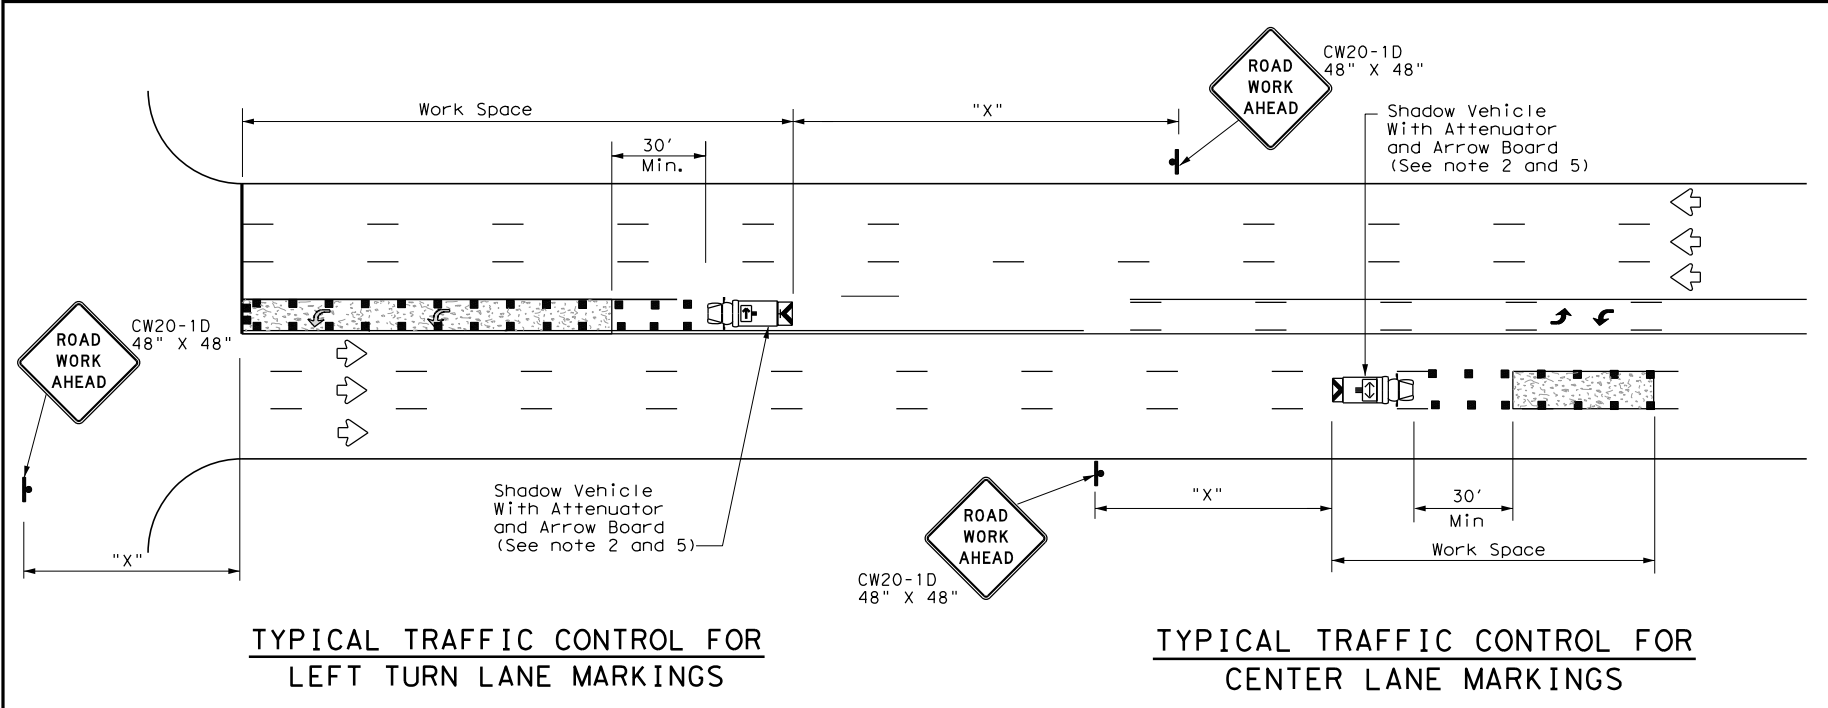 Work Space
"X"
30'
Min.
ROAD
WORK
AHEAD
CW20-1D
48" X 48"
Shadow Vehicle
With Attenuator
and Arrow Board
(See note 2 and 5)
ROAD
WORK
AHEAD
CW20-1D
48" X 48"
"X"
Shadow Vehicle
With Attenuator
and Arrow Board
(See note 2 and 5)
ROAD
WORK
AHEAD
CW20-1D
48" X 48"
"X"
30'
Min
Work Space
TYPICAL TRAFFIC CONTROL FOR
LEFT TURN LANE MARKINGS
TYPICAL TRAFFIC CONTROL FOR
CENTER LANE MARKINGS